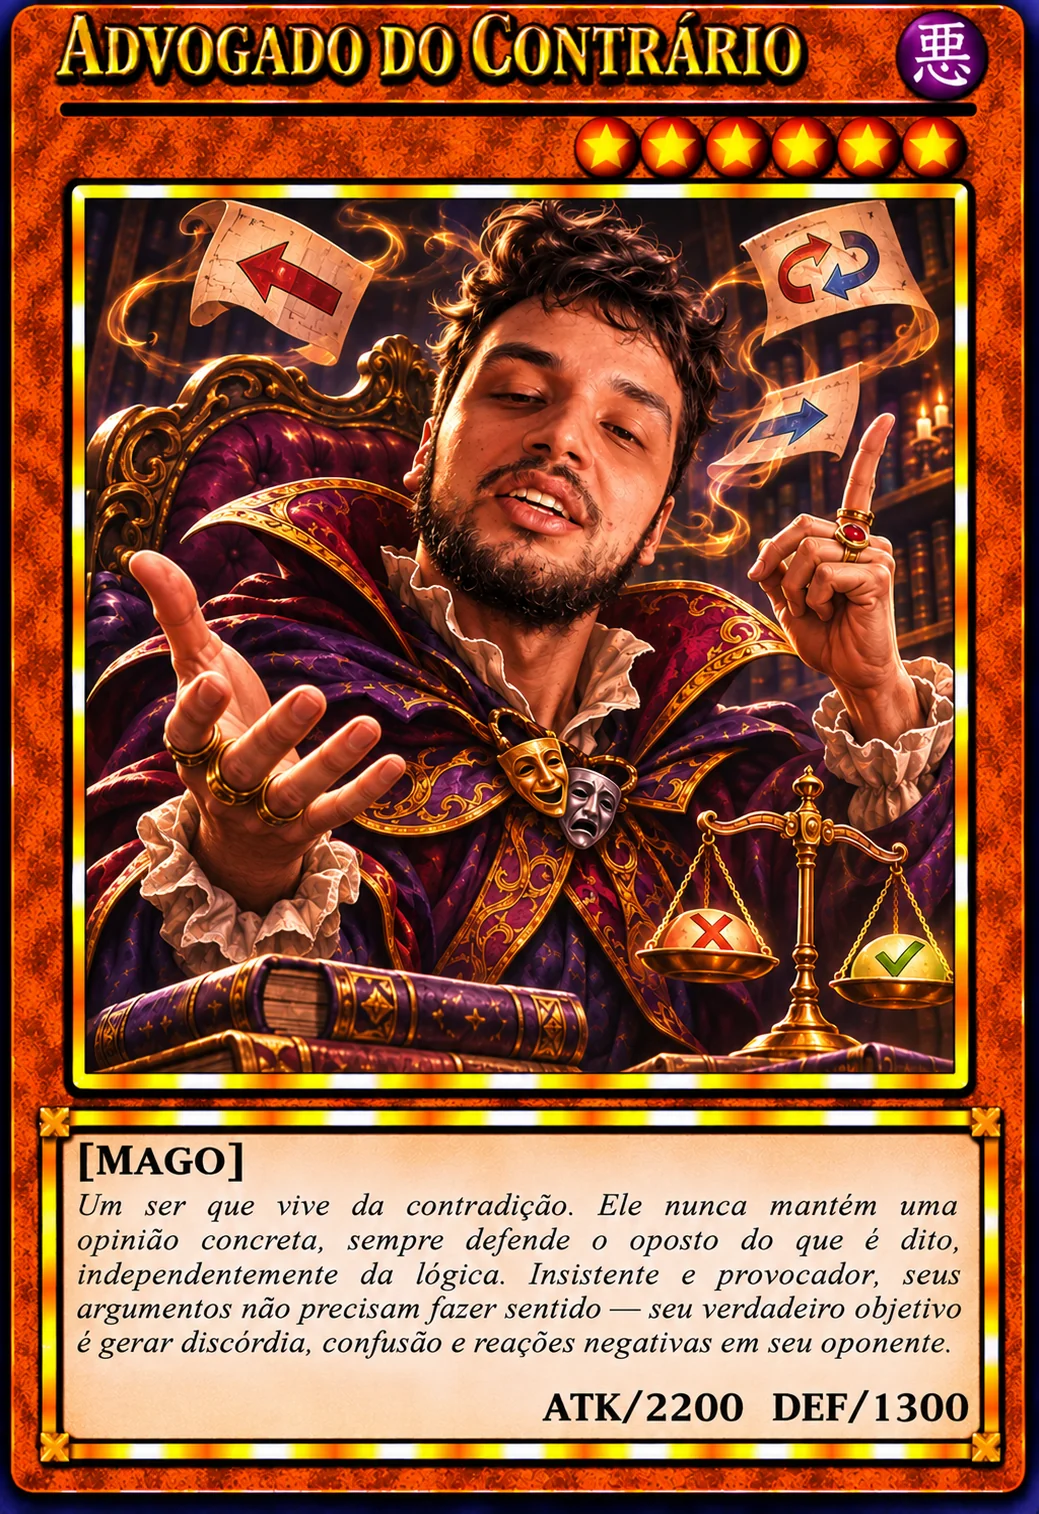 ADVOGADO DO CONTRÁRIO
悪
[MAGO]
Um ser que vive da contradição. Ele nunca mantém uma
opinião concreta, sempre defende o oposto do que é dito,
independentemente da lógica. Insistente e provocador, seus
argumentos não precisam fazer sentido — seu verdadeiro objetivo
é gerar discórdia, confusão e reações negativas em seu oponente.
ATK/2200 DEF/1300